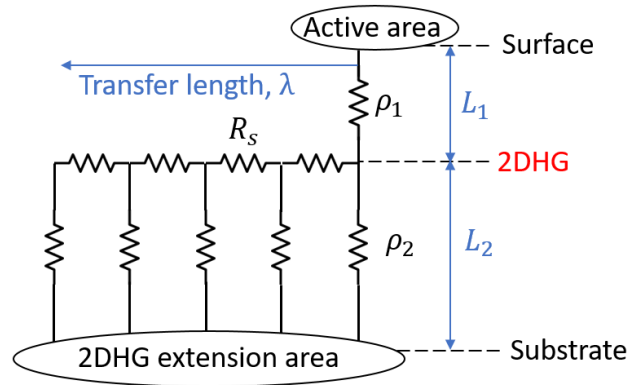 Active area
Surface
Transfer length, λ
ρ₁
L₁
Rₛ
2DHG
ρ₂
L₂
Substrate
2DHG extension area